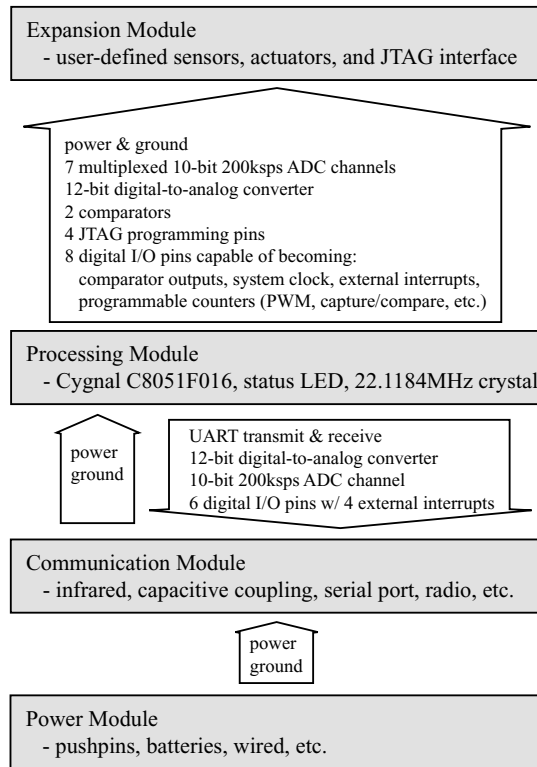 Expansion Module
- user-defined sensors, actuators, and JTAG interface
power & ground
7 multiplexed 10-bit 200ksps ADC channels
12-bit digital-to-analog converter
2 comparators
4 JTAG programming pins
8 digital I/O pins capable of becoming:
comparator outputs, system clock, external interrupts,
programmable counters (PWM, capture/compare, etc.)
Processing Module
- Cygnal C8051F016, status LED, 22.1184MHz crystal
power
ground
UART transmit & receive
12-bit digital-to-analog converter
10-bit 200ksps ADC channel
6 digital I/O pins w/ 4 external interrupts
Communication Module
- infrared, capacitive coupling, serial port, radio, etc.
power
ground
Power Module
- pushpins, batteries, wired, etc.